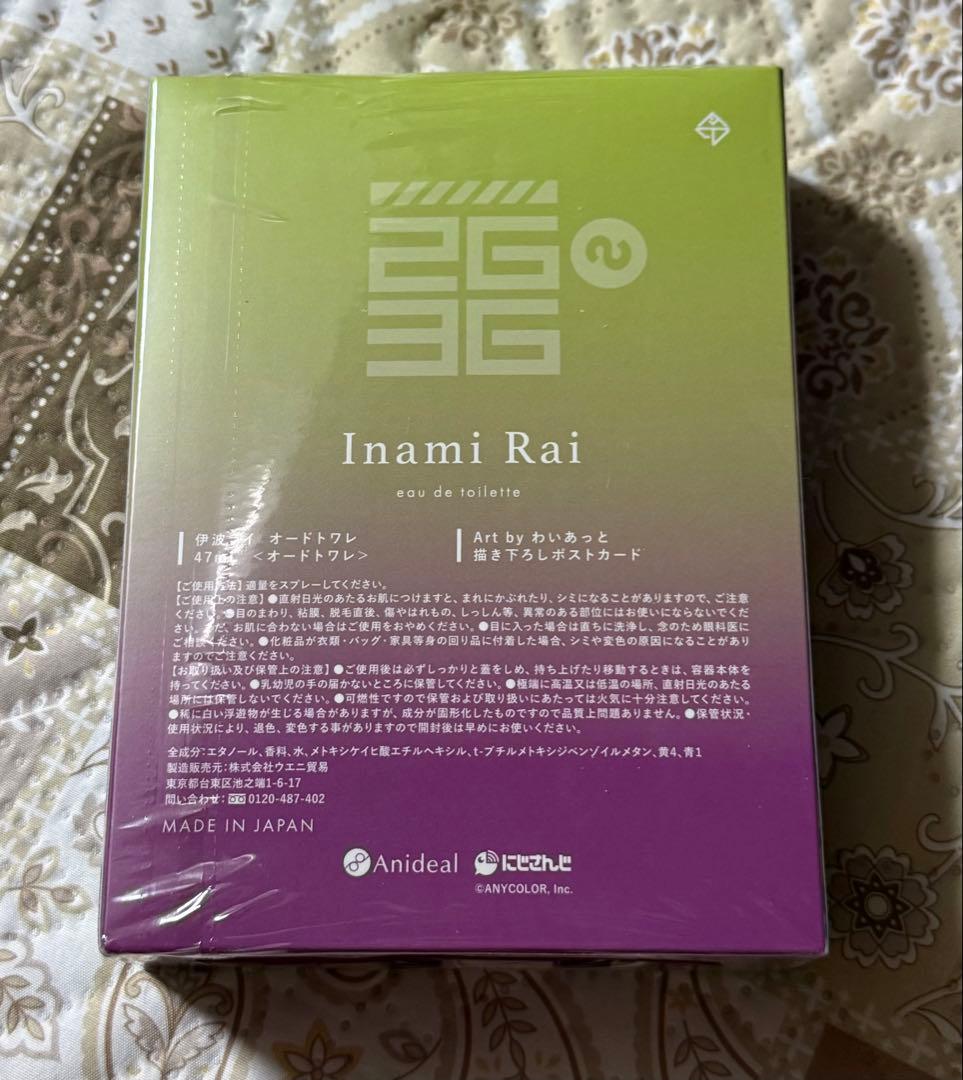 2G
3G
Inami Rai
eau de toilette
伊波 イ オードトワレ
47m <オードトワレ>
Art by わいあっと
描き下ろしポストカード
【ご使用方法】適量をスプレーしてください。
【ご使用上の注意】●直射日光のあたるお肌につけますと、まれにかぶれたり、シミになることがありますので、ご注意
ください。●目のまわり、粘膜、脱毛直後、傷やはれもの、しっしん等、異常のある部位にはお使いにならないでくだ
さい。また、お肌に合わない場合はご使用をおやめください。●目に入った場合は直ちに洗浄し、念のため眼科医に
ご相談ください。●化粧品が衣類・バッグ・家具等身の回り品に付着した場合、シミや変色の原因になることがあり
ますのでご注意ください。
【お取り扱い及び保管上の注意】●ご使用後は必ずしっかりと蓋をしめ、持ち上げたり移動するときは、容器本体を
持ってください。●乳幼児の手の届かないところに保管してください。●極端に高温又は低温の場所、直射日光のあたる
場所には保管しないでください。●可燃性ですので保管および取り扱いにあたっては火気に十分注意してください。
●稀に白い浮遊物が生じる場合がありますが、成分が固形化したものですので品質上問題ありません。●保管状況・
使用状況により、退色、変色する事がありますので開封後は早めにお使いください。
全成分:エタノール、香料、水、メトキシケイヒ酸エチルヘキシル、t-ブチルメトキシジベンゾイルメタン、黄4、青1
製造販売元:株式会社ウエニ貿易
東京都台東区池之端1-6-17
問い合わせ:0120-487-402
MADE IN JAPAN
Anideal にじさんじ
©ANYCOLOR, Inc.